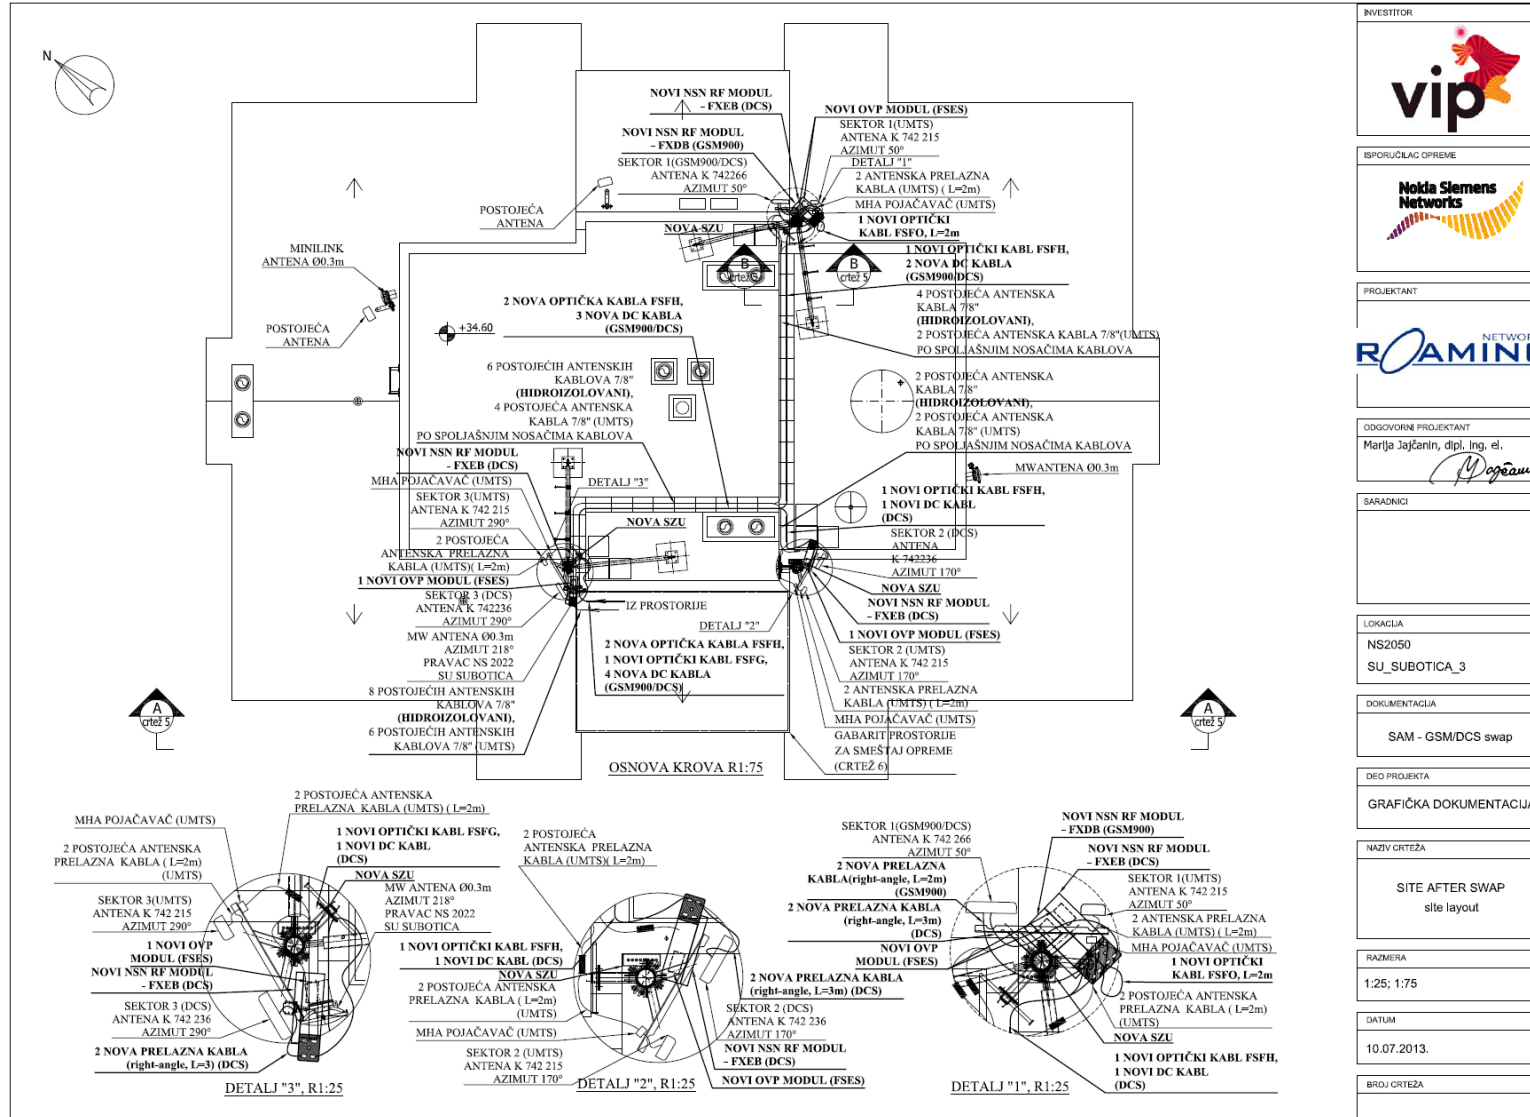 N
NOVI NSN RF MODUL
- FXEB (DCS)
NOVI NSN RF MODUL
- FXDB (GSM900)
SEKTOR 1(GSM900/DCS)
ANTENA K 742266
AZIMUT 50°
NOVI OVP MODUL (FSES)
SEKTOR 1(UMTS)
ANTENA K 742 215
AZIMUT 50°
DETALJ "1"
2 ANTENSKA PRELAZNA
KABLA (UMTS) ( L=2m)
MHA POJAČAVAČ (UMTS)
1 NOVI OPTIČKI
KABL FSFO, L=2m
POSTOJEĆA
ANTENA
NOVA SZU
MINILINK
ANTENA Ø0.3m
POSTOJEĆA
ANTENA
B
crtež 5
B
crtež 5
1 NOVI OPTIČKI KABL FSFH,
2 NOVA DC KABLA
(GSM900/DCS)
4 POSTOJEĆA ANTENSKA
KABLA 7/8"
(HIDROIZOLOVANI),
2 POSTOJEĆA ANTENSKA KABLA 7/8"(UMTS)
PO SPOLJAŠNJIM NOSAČIMA KABLOVA
2 NOVA OPTIČKA KABLA FSFH,
3 NOVA DC KABLA
(GSM900/DCS)
+34.60
6 POSTOJEĆIH ANTENSKIH
KABLOVA 7/8"
(HIDROIZOLOVANI),
4 POSTOJEĆA ANTENSKA
KABLA 7/8" (UMTS)
PO SPOLJAŠNJIM NOSAČIMA KABLOVA
2 POSTOJEĆA ANTENSKA
KABLA 7/8"
(HIDROIZOLOVANI),
2 POSTOJEĆA ANTENSKA
KABLA 7/8" (UMTS)
PO SPOLJAŠNJIM NOSAČIMA KABLOVA
MWANTENA Ø0.3m
NOVI NSN RF MODUL
- FXEB (DCS)
MHA POJAČAVAČ (UMTS)
SEKTOR 3(UMTS)
ANTENA K 742 215
AZIMUT 290°
2 POSTOJEĆA
ANTENSKA PRELAZNA
KABLA (UMTS)( L=2m)
1 NOVI OVP MODUL (FSES)
SEKTOR 3 (DCS)
ANTENA K 742236
AZIMUT 290°
MW ANTENA Ø0.3m
AZIMUT 218°
PRAVAC NS 2022
SU SUBOTICA
8 POSTOJEĆIH ANTENSKIH
KABLOVA 7/8"
(HIDROIZOLOVANI),
6 POSTOJEĆIH ANTENSKIH
KABLOVA 7/8" (UMTS)
DETALJ "3"
NOVA SZU
IZ PROSTORIJE
DETALJ "2"
2 NOVA OPTIČKA KABLA FSFH,
1 NOVI OPTIČKI KABL FSFG,
4 NOVA DC KABLA
(GSM900/DCS)
1 NOVI OPTIČKI KABL FSFH,
1 NOVI DC KABL
(DCS)
SEKTOR 2 (DCS)
ANTENA
K 742236
AZIMUT 170°
NOVA SZU
NOVI NSN RF MODUL
- FXEB (DCS)
1 NOVI OVP MODUL (FSES)
SEKTOR 2 (UMTS)
ANTENA K 742 215
AZIMUT 170°
2 ANTENSKA PRELAZNA
KABLA (UMTS) ( L=2m)
MHA POJAČAVAČ (UMTS)
GABARIT PROSTORIJE
ZA SMEŠTAJ OPREME
(CRTEŽ 6)
A
crtež 5
A
crtež 5
OSNOVA KROVA R1:75
2 POSTOJEĆA ANTENSKA
PRELAZNA KABLA (UMTS) ( L=2m)
MHA POJAČAVAČ (UMTS)
2 POSTOJEĆA ANTENSKA
PRELAZNA KABLA ( L=2m)
(UMTS)
SEKTOR 3(UMTS)
ANTENA K 742 215
AZIMUT 290°
1 NOVI OVP
MODUL (FSES)
NOVI NSN RF MODUL
- FXEB (DCS)
SEKTOR 3 (DCS)
ANTENA K 742 236
AZIMUT 290°
2 NOVA PRELAZNA KABLA
(right-angle, L=3) (DCS)
1 NOVI OPTIČKI KABL FSFG,
1 NOVI DC KABL
(DCS)
NOVA SZU
MW ANTENA Ø0.3m
AZIMUT 218°
PRAVAC NS 2022
SU SUBOTICA
DETALJ "3", R1:25
2 POSTOJEĆA
ANTENSKA PRELAZNA
KABLA (UMTS)( L=2m)
1 NOVI OPTIČKI KABL FSFH,
1 NOVI DC KABL (DCS)
NOVA SZU
2 POSTOJEĆA ANTENSKA
PRELAZNA KABLA ( L=2m)
(UMTS)
MHA POJAČAVAČ (UMTS)
SEKTOR 2 (UMTS)
ANTENA K 742 215
AZIMUT 170°
2 NOVA PRELAZNA KABLA
(right-angle, L=3m) (DCS)
SEKTOR 2 (DCS)
ANTENA K 742 236
AZIMUT 170°
NOVI NSN RF MODUL
- FXEB (DCS)
NOVI OVP MODUL (FSES)
DETALJ "2", R1:25
SEKTOR 1(GSM900/DCS)
ANTENA K 742 266
AZIMUT 50°
2 NOVA PRELAZNA
KABLA(right-angle, L=2m)
(GSM900)
2 NOVA PRELAZNA KABLA
(right-angle, L=3m)
(DCS)
NOVI OVP
MODUL (FSES)
NOVI NSN RF MODUL
- FXDB (GSM900)
NOVI NSN RF MODUL
- FXEB (DCS)
SEKTOR 1(UMTS)
ANTENA K 742 215
AZIMUT 50°
2 ANTENSKA PRELAZNA
KABLA (UMTS) ( L=2m)
MHA POJAČAVAČ (UMTS)
1 NOVI OPTIČKI
KABL FSFO, L=2m
2 POSTOJEĆA ANTENSKA
PRELAZNA KABLA ( L=2m)
(UMTS)
NOVA SZU
1 NOVI OPTIČKI KABL FSFH,
1 NOVI DC KABL
(DCS)
DETALJ "1", R1:25
INVESTITOR
vip
ISPORUČILAC OPREME
Nokia Siemens
Networks
PROJEKTANT
NETWOR
ROAMING
ODGOVORNI PROJEKTANT
Marija Jajčanin, dipl. ing. el.
SARADNICI
LOKACIJA
NS2050
SU_SUBOTICA_3
DOKUMENTACIJA
SAM - GSM/DCS swap
DEO PROJEKTA
GRAFIČKA DOKUMENTACIJA
NAZIV CRTEŽA
SITE AFTER SWAP
site layout
RAZMERA
1:25; 1:75
DATUM
10.07.2013.
BROJ CRTEŽA